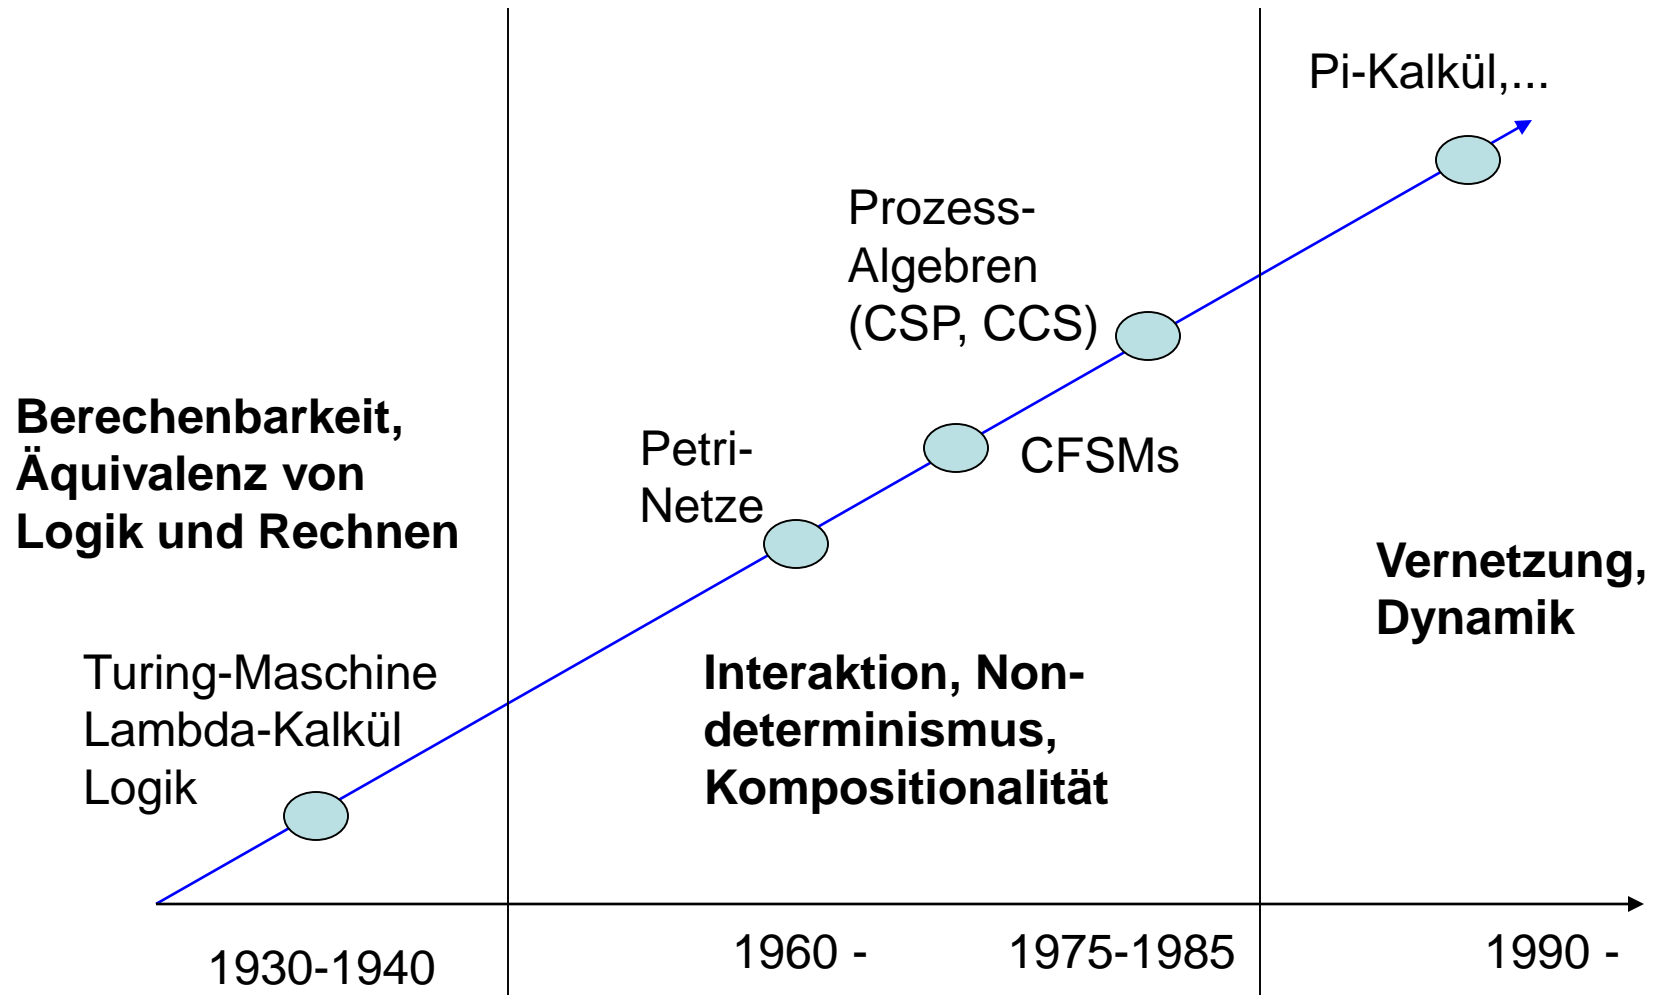 Pi-Kalkül,...
Prozess-
Algebren
(CSP, CCS)
Berechenbarkeit,
Äquivalenz von
Logik und Rechnen
Petri-
Netze
CFSMs
Vernetzung,
Dynamik
Turing-Maschine
Lambda-Kalkül
Logik
Interaktion, Non-
determinismus,
Kompositionalität
1930-1940
1960 -
1975-1985
1990 -